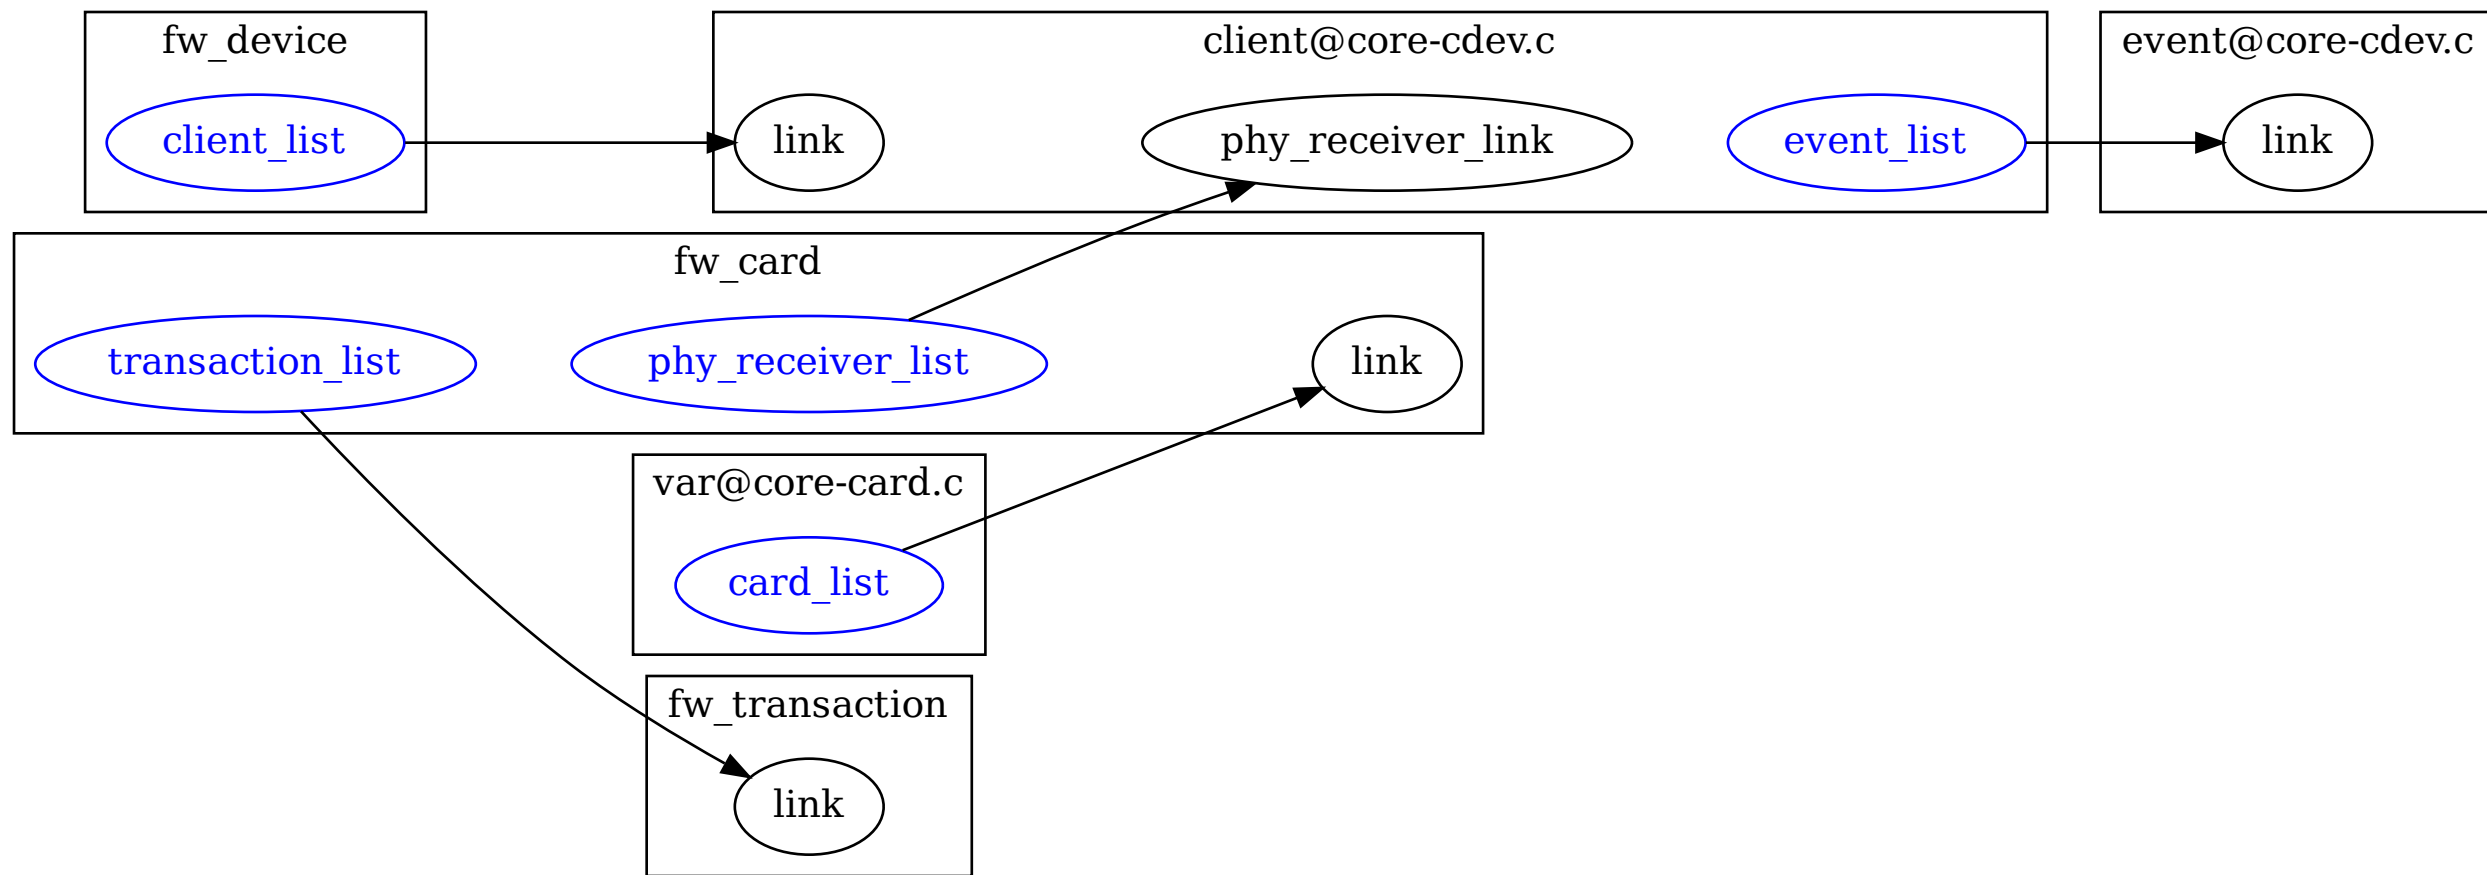 fw_device
client@core-cdev.c
event@core-cdev.c
client_list
link
phy_receiver_link
event_list
link
fw_card
transaction_list
phy_receiver_list
link
var@core-card.c
card_list
fw_transaction
link